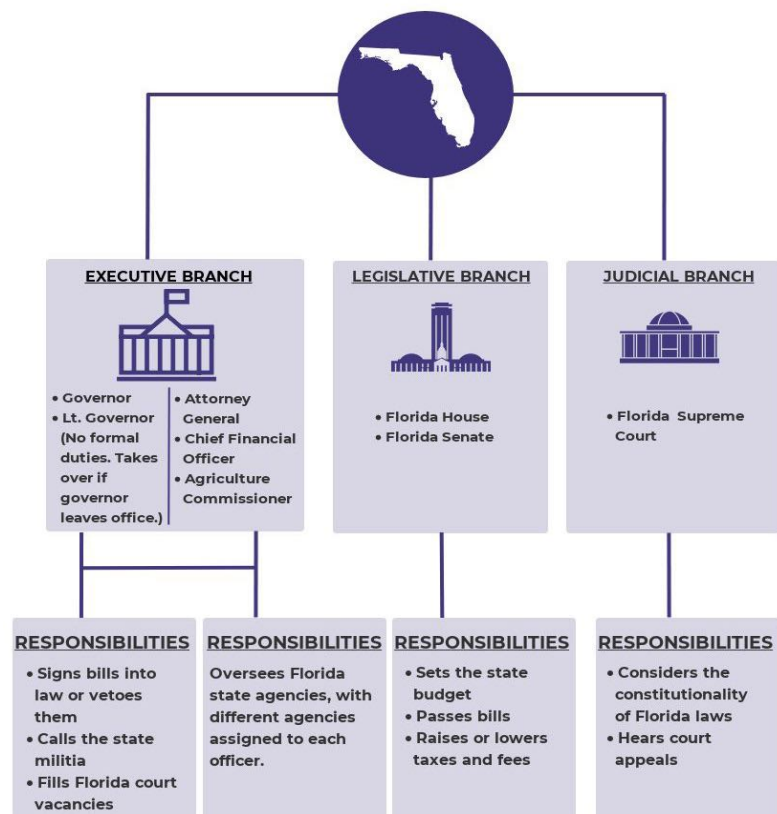 EXECUTIVE BRANCH
• Governor
• Lt. Governor
(No formal
duties. Takes
over if
governor
leaves office.)
• Attorney
General
• Chief Financial
Officer
• Agriculture
Commissioner
LEGISLATIVE BRANCH
• Florida House
• Florida Senate
JUDICIAL BRANCH
• Florida Supreme
Court
RESPONSIBILITIES
• Signs bills into
law or vetoes
them
• Calls the state
militia
• Fills Florida court
vacancies
RESPONSIBILITIES
Oversees Florida
state agencies, with
different agencies
assigned to each
officer.
RESPONSIBILITIES
• Sets the state
budget
• Passes bills
• Raises or lowers
taxes and fees
RESPONSIBILITIES
• Considers the
constitutionality
of Florida laws
• Hears court
appeals